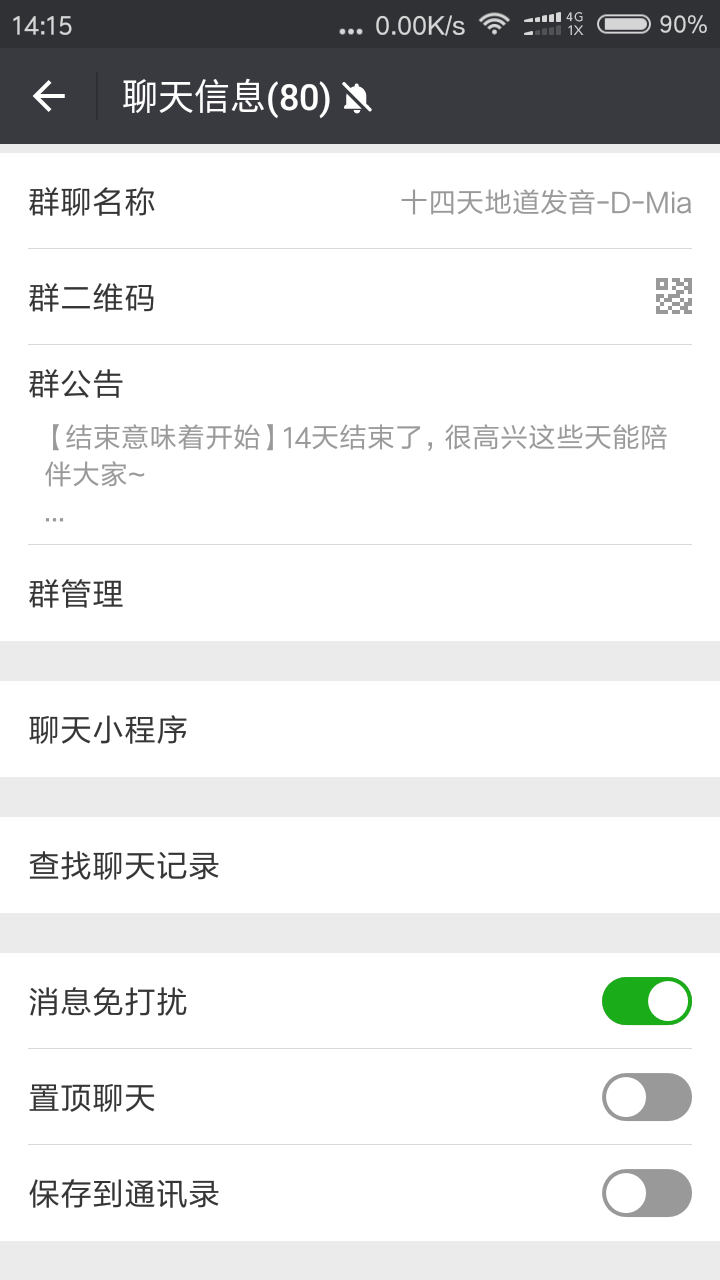 14:15 ... 0.00K/s 4G 1X 90%
聊天信息(80)
群聊名称 十四天地道发音-D-Mia
群二维码
群公告
【结束意味着开始】14天结束了, 很高兴这些天能陪
伴大家~
...
群管理
聊天小程序
查找聊天记录
消息免打扰
置顶聊天
保存到通讯录